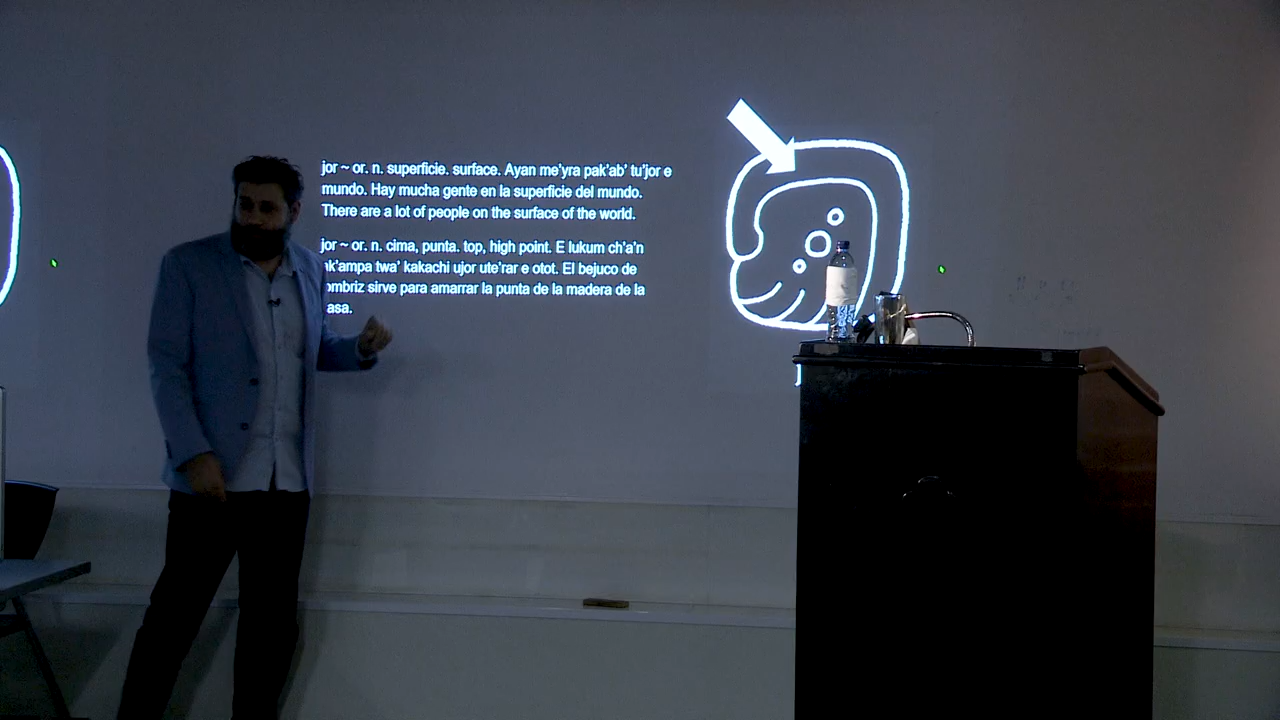 jor ~ or. n. superficie. surface. Ayan me'yra pak'ab' tu'jor e
mundo. Hay mucha gente en la superficie del mundo.
There are a lot of people on the surface of the world.
jor ~ or. n. cima, punta. top, high point. E lukum ch'a'n
twa' kakachi ujor ute'rar e otot. El bejuco de
sirve para amarrar la punta de la madera de la